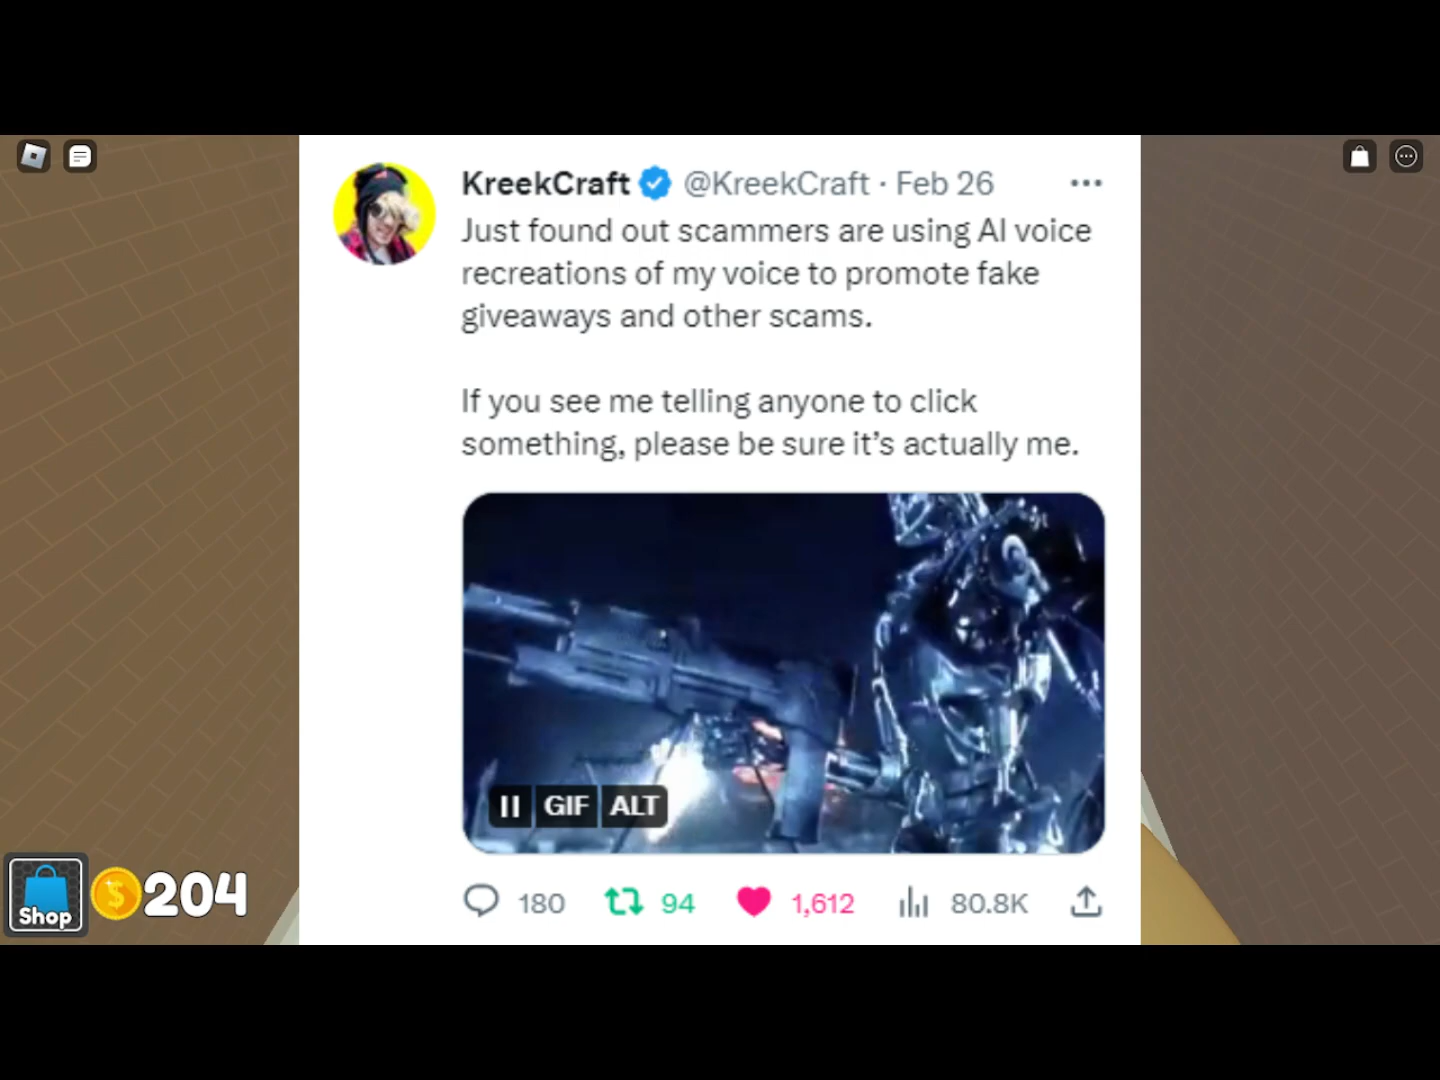 KreekCraft @KreekCraft · Feb 26
Just found out scammers are using AI voice
recreations of my voice to promote fake
giveaways and other scams.
If you see me telling anyone to click
something, please be sure it’s actually me.
GIF ALT
180 94 1,612 80.8K
Shop 204